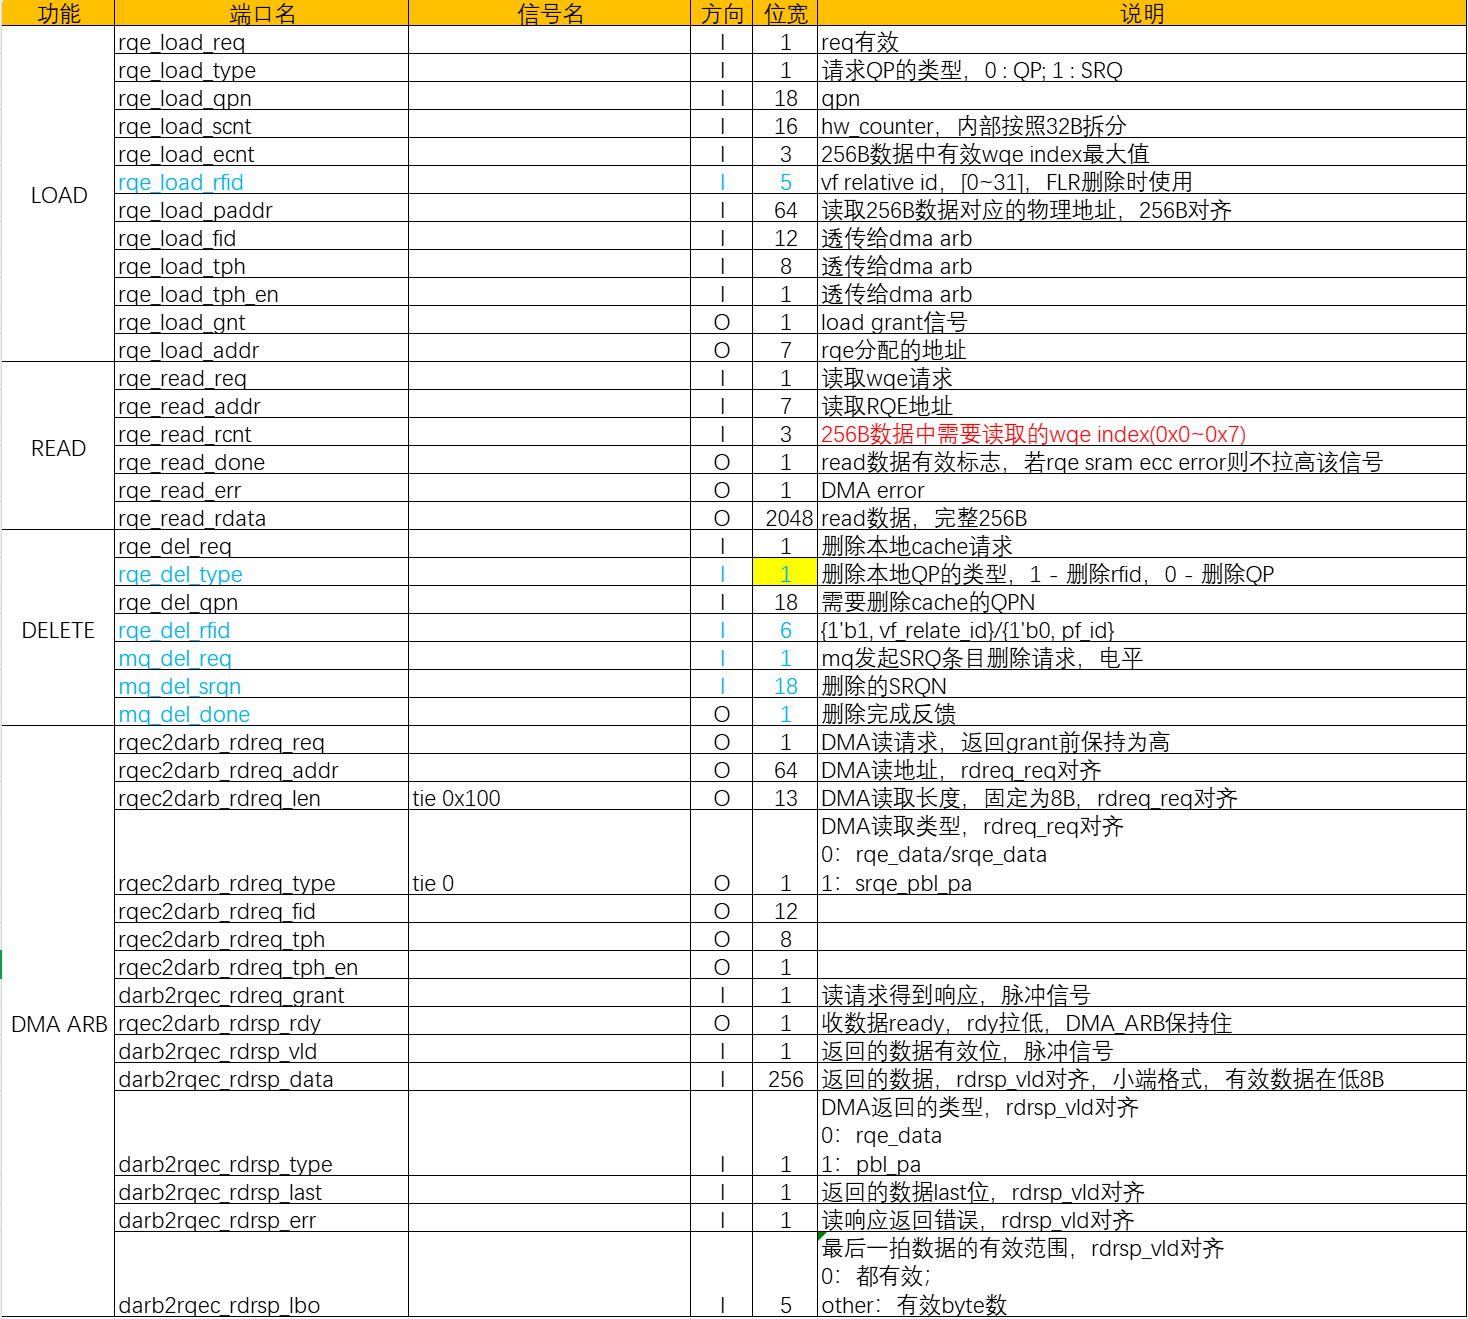 功能 端口名 信号名 方向 位宽 说明
LOAD
rqe_load_req I 1 req有效
rqe_load_type I 1 请求QP的类型，0 : QP; 1 : SRQ
rqe_load_qpn I 18 qpn
rqe_load_scnt I 16 hw_counter，内部按照32B拆分
rqe_load_ecnt I 3 256B数据中有效wqe index最大值
rqe_load_rfid I 5 vf relative id，[0~31]，FLR删除时使用
rqe_load_paddr I 64 读取256B数据对应的物理地址，256B对齐
rqe_load_fid I 12 透传给dma arb
rqe_load_tph I 8 透传给dma arb
rqe_load_tph_en I 1 透传给dma arb
rqe_load_gnt O 1 load grant信号
rqe_load_addr O 7 rqe分配的地址
READ
rqe_read_req I 1 读取wqe请求
rqe_read_addr I 7 读取RQE地址
rqe_read_rcnt I 3 256B数据中需要读取的wqe index(0x0~0x7)
rqe_read_done O 1 read数据有效标志，若rqe sram ecc error则不拉高该信号
rqe_read_err O 1 DMA error
rqe_read_rdata O 2048 read数据，完整256B
DELETE
rqe_del_req I 1 删除本地cache请求
rqe_del_type I 1 删除本地QP的类型，1 - 删除rfid，0 - 删除QP
rqe_del_qpn I 18 需要删除cache的QPN
rqe_del_rfid I 6 {1'b1, vf_relate_id}/{1'b0, pf_id}
mq_del_req I 1 mq发起SRQ条目删除请求，电平
mq_del_srqn I 18 删除的SRQN
mq_del_done O 1 删除完成反馈
DMA ARB
rqec2darb_rdreq_req O 1 DMA读请求，返回grant前保持为高
rqec2darb_rdreq_addr O 64 DMA读地址，rdreq_req对齐
rqec2darb_rdreq_len tie 0x100 O 13 DMA读取长度，固定为8B，rdreq_req对齐
DMA读取类型，rdreq_req对齐
0：rqe_data/srqe_data
rqec2darb_rdreq_type tie 0 O 1 1：srqe_pbl_pa
rqec2darb_rdreq_fid O 12
rqec2darb_rdreq_tph O 8
rqec2darb_rdreq_tph_en O 1
darb2rqec_rdreq_grant I 1 读请求得到响应，脉冲信号
rqec2darb_rdrsp_rdy O 1 收数据ready，rdy拉低，DMA_ARB保持住
darb2rqec_rdrsp_vld I 1 返回的数据有效位，脉冲信号
darb2rqec_rdrsp_data I 256 返回的数据，rdrsp_vld对齐，小端格式，有效数据在低8B
DMA返回的类型，rdrsp_vld对齐
0：rqe_data
darb2rqec_rdrsp_type I 1 1：pbl_pa
darb2rqec_rdrsp_last I 1 返回的数据last位，rdrsp_vld对齐
darb2rqec_rdrsp_err I 1 读响应返回错误，rdrsp_vld对齐
最后一拍数据的有效范围，rdrsp_vld对齐
0：都有效；
darb2rqec_rdrsp_lbo I 5 other：有效byte数